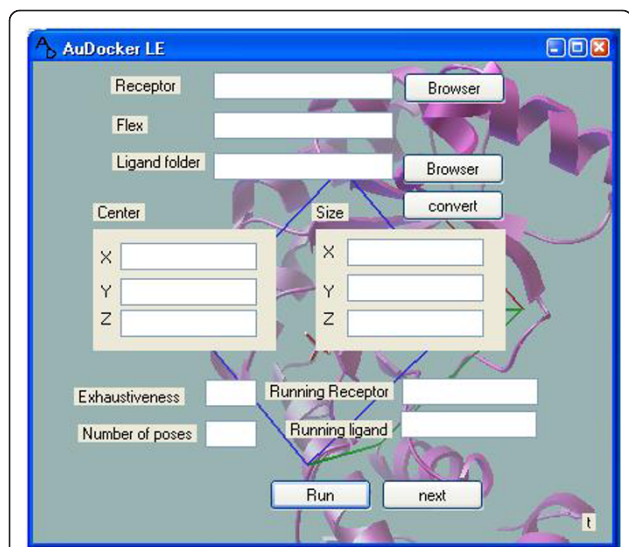 AuDocker LE
Receptor
Browser
Flex
Ligand folder
Browser
convert
Center
Size
X
X
Y
Y
Z
Z
Exhaustiveness
Running Receptor
Number of poses
Running ligand
Run
next
t